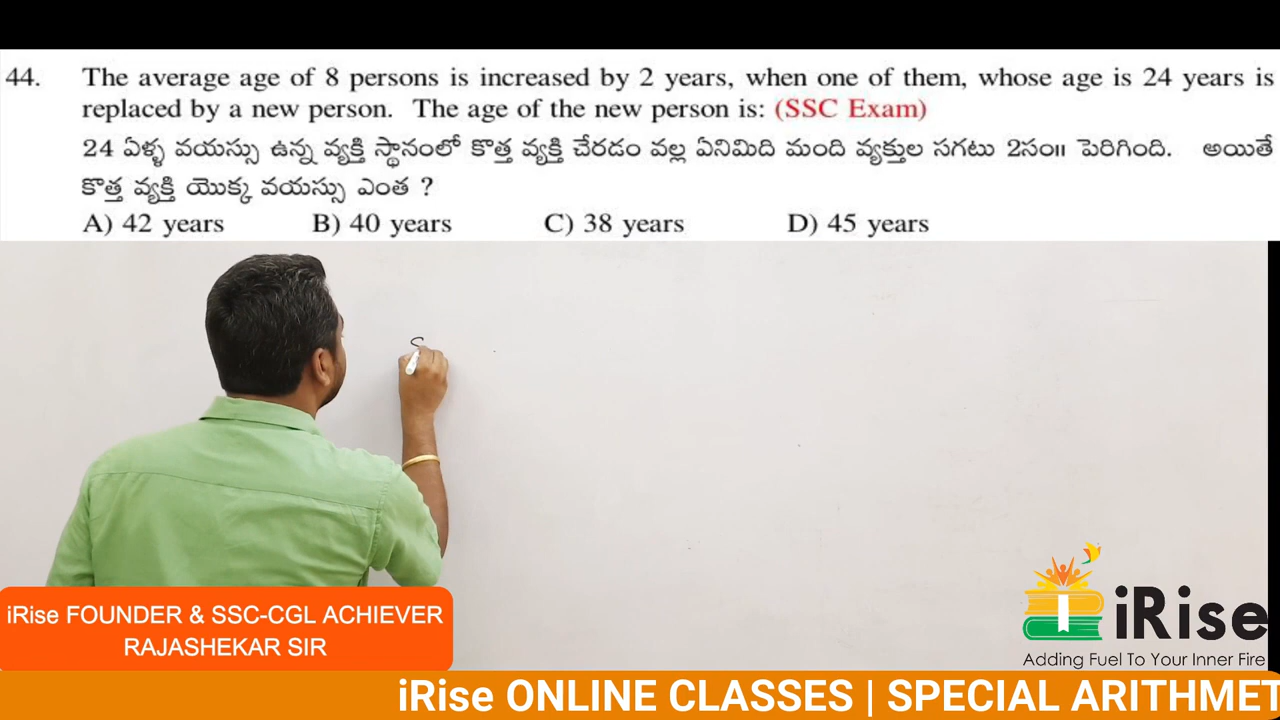 44. The average age of 8 persons is increased by 2 years, when one of them, whose age is 24 years is
replaced by a new person. The age of the new person is: (SSC Exam)
24 ఏళ్ళ వయస్సు ఉన్న వ్యక్తి స్థానంలో కొత్త వ్యక్తి చేరడం వల్ల ఏనిమిది మంది వ్యక్తుల సగటు 2సం॥ పెరిగింది. అయితే
కొత్త వ్యక్తి యొక్క వయస్సు ఎంత ?
A) 42 years B) 40 years C) 38 years D) 45 years
iRise FOUNDER & SSC-CGL ACHIEVER
RAJASHEKAR SIR
iRise
Adding Fuel To Your Inner Fire
iRise ONLINE CLASSES | SPECIAL ARITHMET